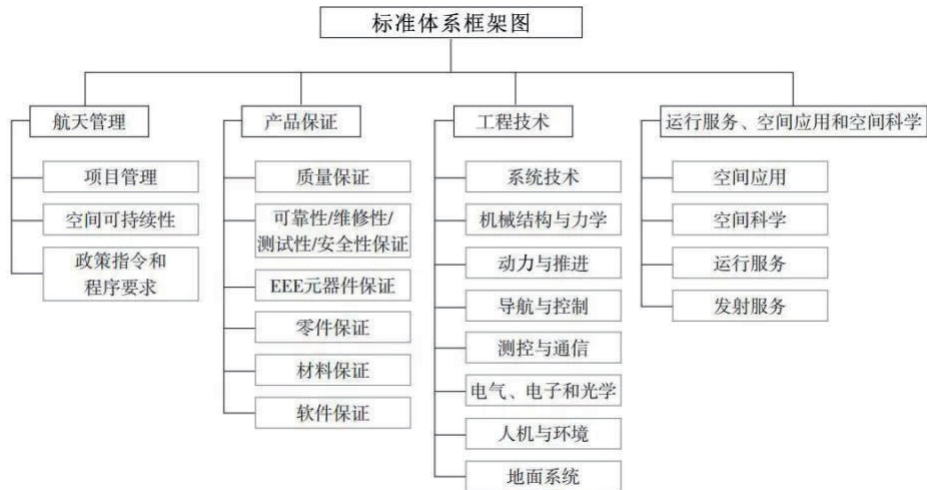 标准体系框架图
航天管理
项目管理
空间可持续性
政策指令和
程序要求
产品保证
质量保证
可靠性/维修性/
测试性/安全性保证
EEE元器件保证
零件保证
材料保证
软件保证
工程技术
系统技术
机械结构与力学
动力与推进
导航与控制
测控与通信
电气、电子和光学
人机与环境
地面系统
运行服务、空间应用和空间科学
空间应用
空间科学
运行服务
发射服务